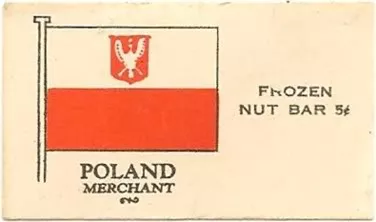 POLAND
MERCHANT
FROZEN
NUT BAR 5¢